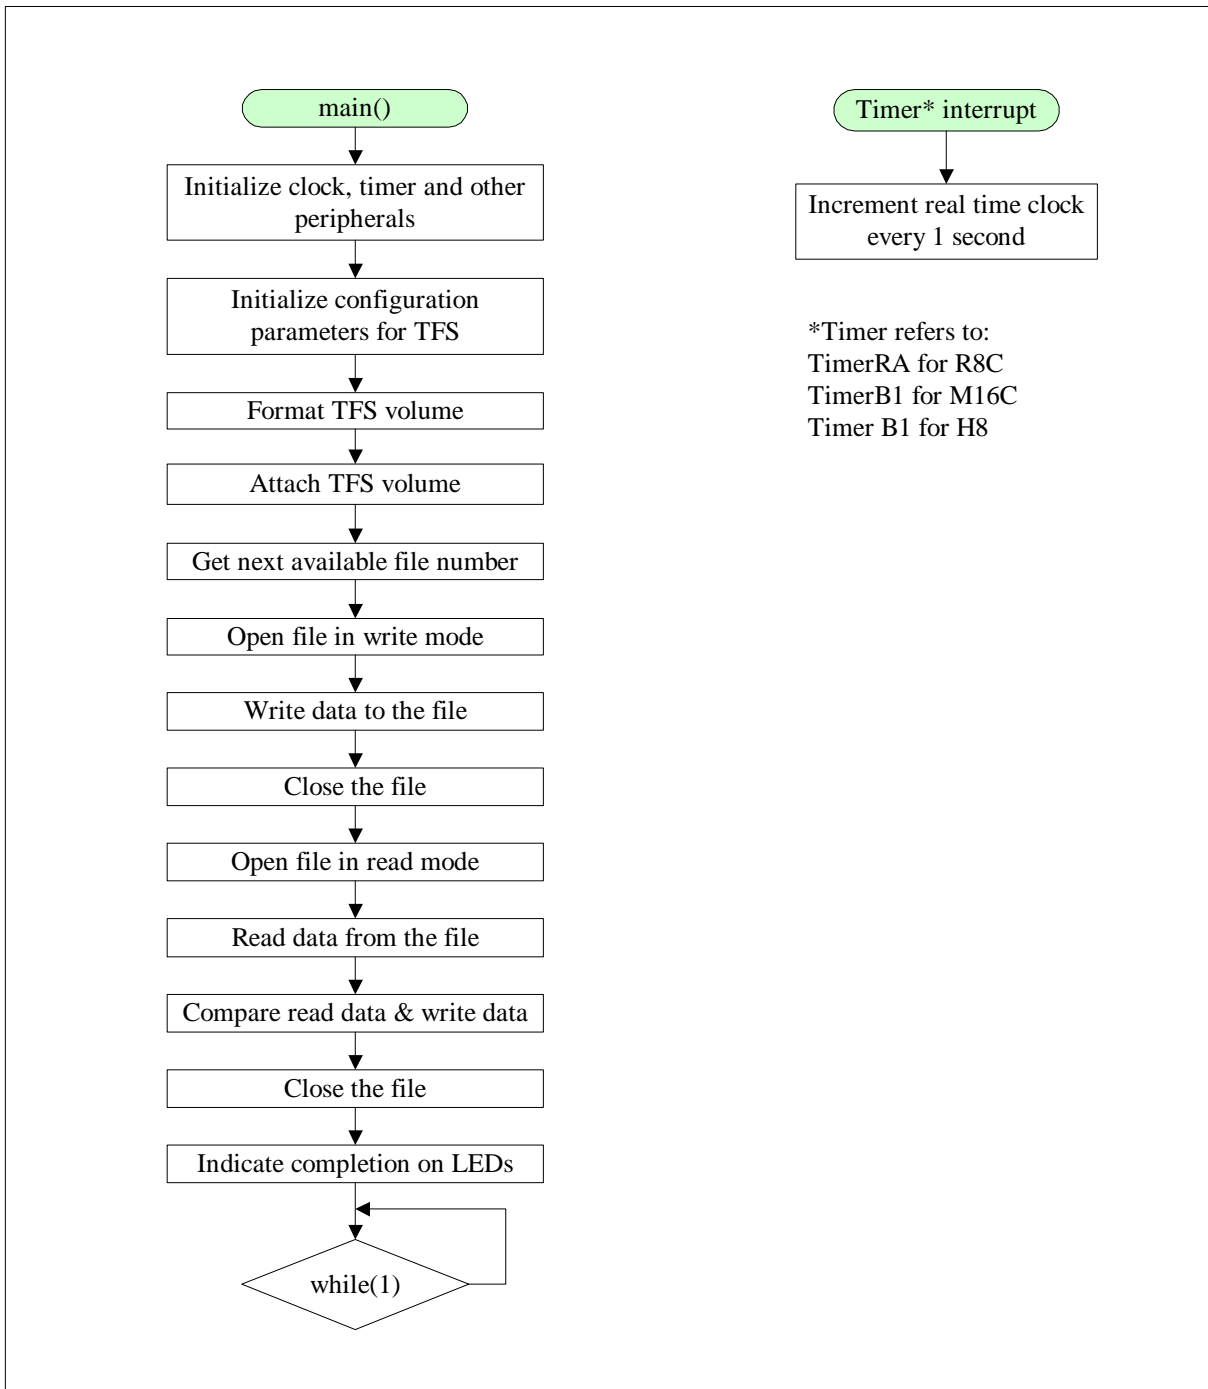 main()
Initialize clock, timer and other
peripherals
Initialize configuration
parameters for TFS
Format TFS volume
Attach TFS volume
Get next available file number
Open file in write mode
Write data to the file
Close the file
Open file in read mode
Read data from the file
Compare read data & write data
Close the file
Indicate completion on LEDs
while(1)
Timer* interrupt
Increment real time clock
every 1 second
*Timer refers to:
TimerRA for R8C
TimerB1 for M16C
Timer B1 for H8